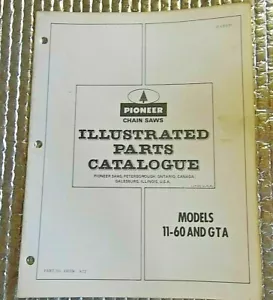 PIONEER
CHAIN SAWS
ILLUSTRATED
PARTS
CATALOGUE
PIONEER SAWS, PETERBOROUGH, ONTARIO, CANADA,
GALESBURG, ILLINOIS, U.S.A.
MODELS
11-60 AND GTA